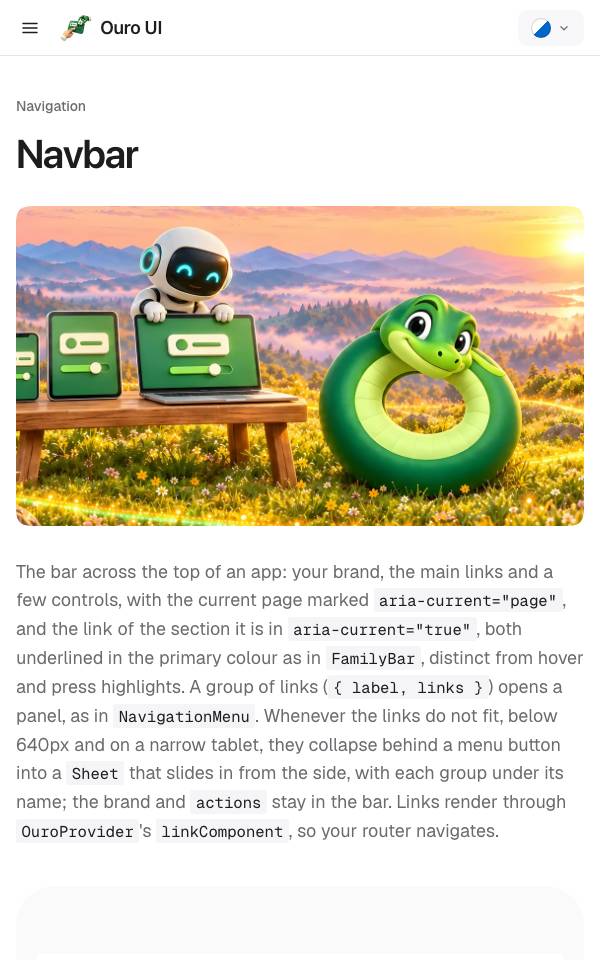 Ouro UI
Navigation
Navbar
The bar across the top of an app: your brand, the main links and a
few controls, with the current page marked aria-current="page",
and the link of the section it is in aria-current="true", both
underlined in the primary colour as in FamilyBar, distinct from hover
and press highlights. A group of links ({ label, links }) opens a
panel, as in NavigationMenu. Whenever the links do not fit, below
640px and on a narrow tablet, they collapse behind a menu button
into a Sheet that slides in from the side, with each group under its
name; the brand and actions stay in the bar. Links render through
OuroProvider's linkComponent, so your router navigates.